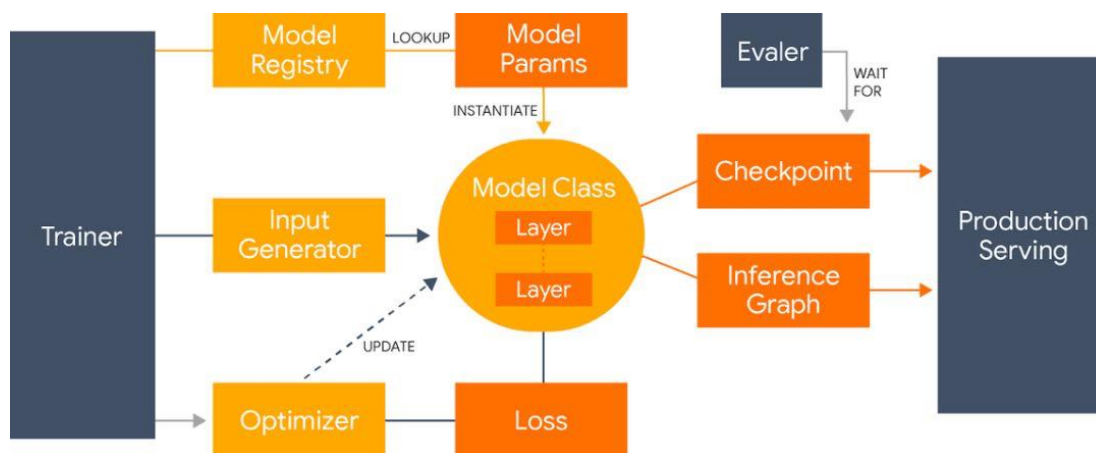 Model
Registry
LOOKUP
Model
Params
Evaler
WAIT
FOR
INSTANTIATE
Trainer
Input
Generator
Model Class
Layer
Layer
Checkpoint
Inference
Graph
Production
Serving
UPDATE
Optimizer
Loss